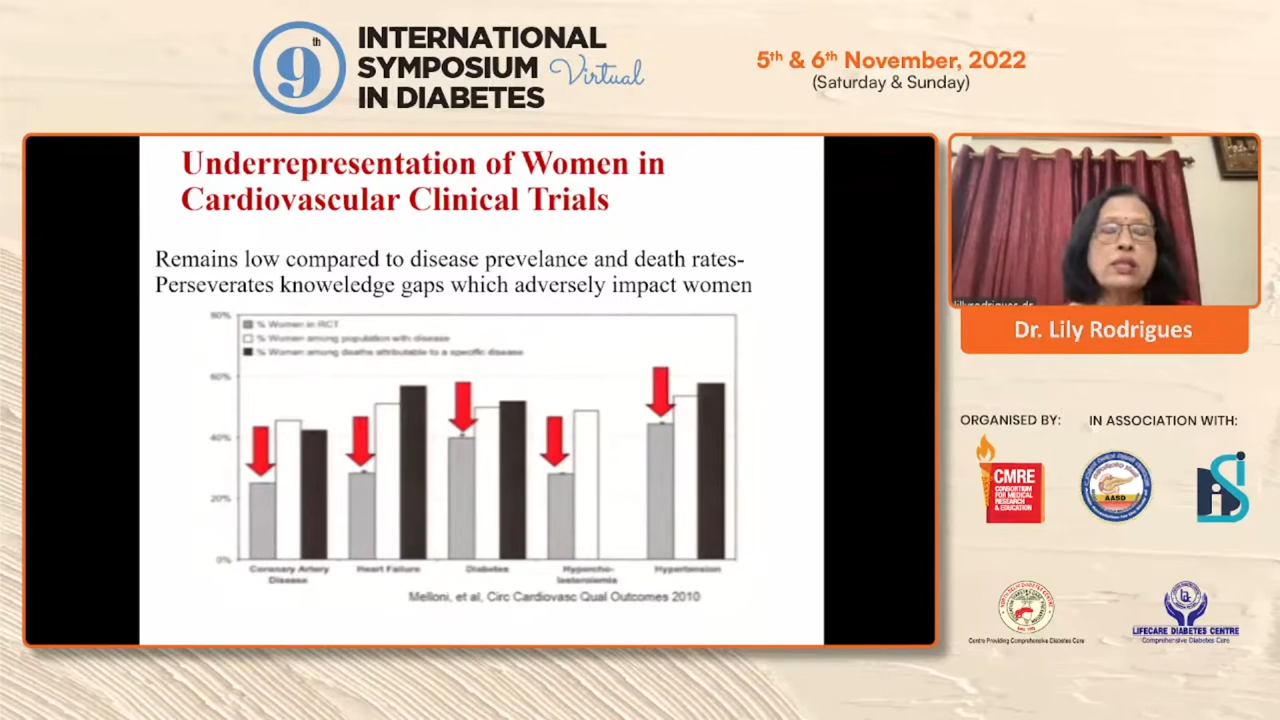 9th
INTERNATIONAL
SYMPOSIUM Virtual
IN DIABETES
5th & 6th November, 2022
(Saturday & Sunday)
Underrepresentation of Women in
Cardiovascular Clinical Trials
Remains low compared to disease prevelance and death rates-
Perseverates knoweledge gaps which adversely impact women
% Women in RCT
% Women among population with disease
% Women among deaths attributable to a specific disease
80%
60%
40%
20%
0%
Coronary Artery
Disease
Heart Failure
Diabetes
Hypercho-
lesterolemia
Hypertension
Melloni, et al, Circ Cardiovasc Qual Outcomes 2010
lillyrodrigues dr
Dr. Lily Rodrigues
ORGANISED BY:
IN ASSOCIATION WITH:
CMRE
CONSORTIUM
FOR MEDICAL
RESEARCH
& EDUCATION
AASD
Centre Providing Comprehensive Diabetes Care
LIFECARE DIABETES CENTRE
Comprehensive Diabetes Care